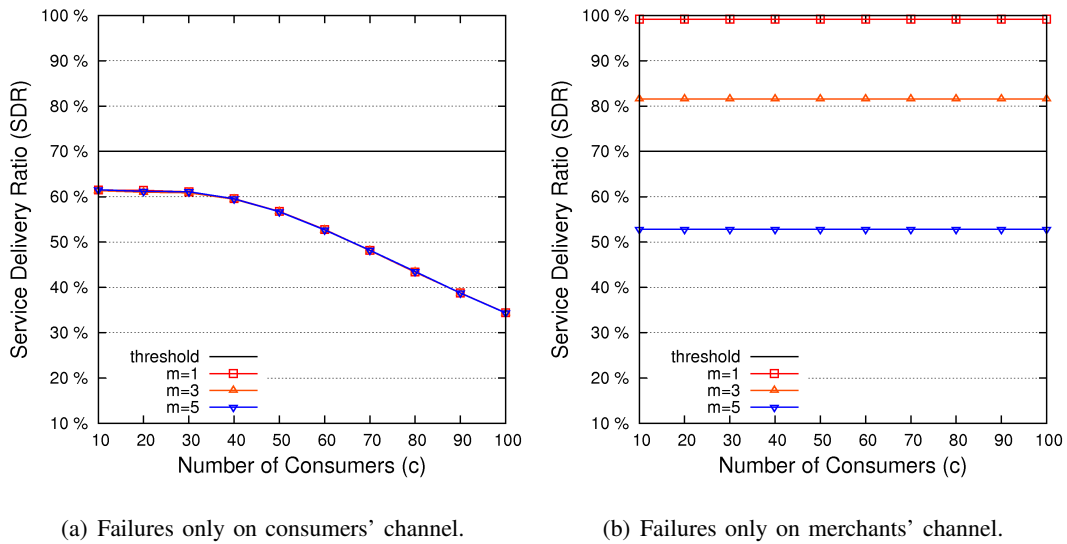 100 %
90 %
80 %
70 %
60 %
50 %
40 %
30 %
20 %
10 %
Service Delivery Ratio (SDR)
threshold
m=1
m=3
m=5
10 20 30 40 50 60 70 80 90 100
Number of Consumers (c)
(a) Failures only on consumers' channel.
100 %
90 %
80 %
70 %
60 %
50 %
40 %
30 %
20 %
10 %
Service Delivery Ratio (SDR)
threshold
m=1
m=3
m=5
10 20 30 40 50 60 70 80 90 100
Number of Consumers (c)
(b) Failures only on merchants' channel.